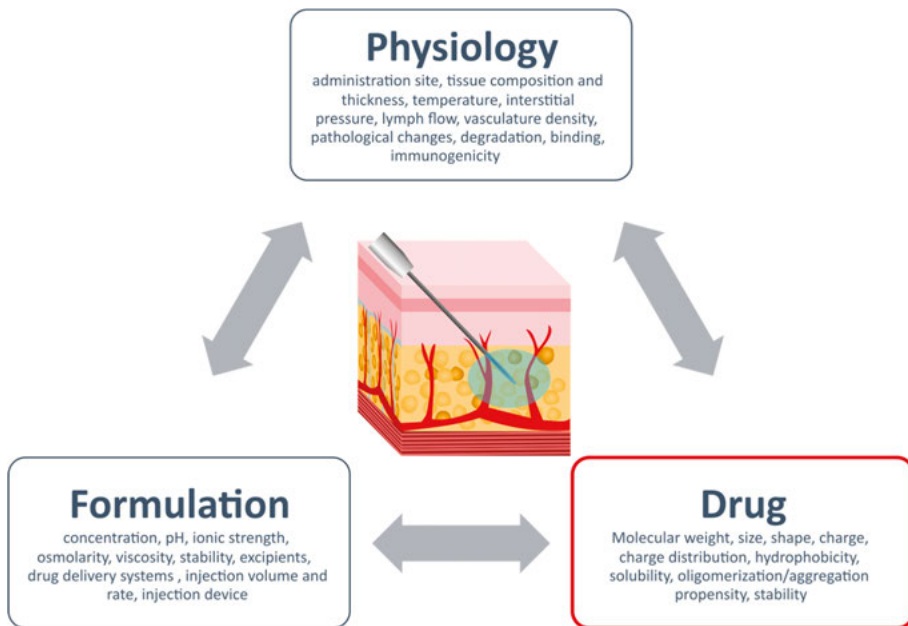 Physiology
administration site, tissue composition and
thickness, temperature, interstitial
pressure, lymph flow, vasculature density,
pathological changes, degradation, binding,
immunogenicity
Formulation
concentration, pH, ionic strength,
osmolarity, viscosity, stability, excipients,
drug delivery systems , injection volume and
rate, injection device
Drug
Molecular weight, size, shape, charge,
charge distribution, hydrophobicity,
solubility, oligomerization/aggregation
propensity, stability